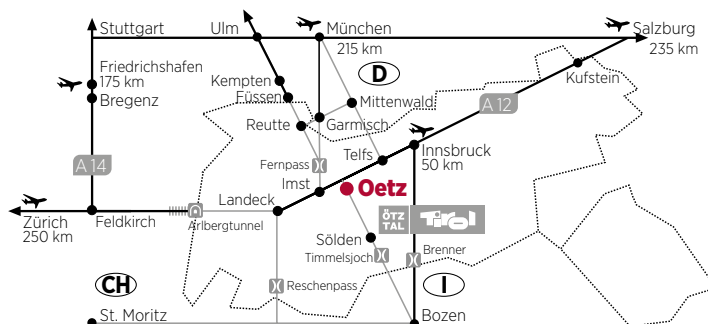 Stuttgart
Ulm
München
215 km
Salzburg
235 km
Friedrichshafen
175 km
Bregenz
Kempten
Füssen
D
Kufstein
Mittenwald
Reutte
Garmisch
A 12
Fernpass
Telfs
Innsbruck
50 km
A 14
Imst
Oetz
Landeck
Zürich
250 km
Feldkirch
Arlbergtunnel
ÖTZ
TAL
Tirol
Sölden
Timmelsjoch
Brenner
CH
Reschenpass
I
St. Moritz
Bozen